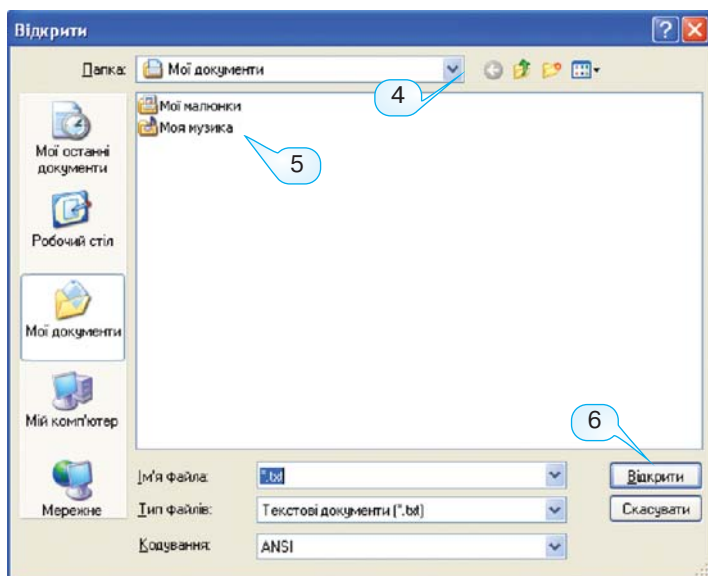 Відкрити
Папка:
Мої документи
4
Мої малюнки
Моя музика
5
Мої останні
документи
Робочий стіл
Мої документи
Мій комп'ютер
Мережне
6
Ім'я файла:
*.txt
Відкрити
Тип файлів:
Текстові документи (*.txt)
Скасувати
Кодування:
ANSI